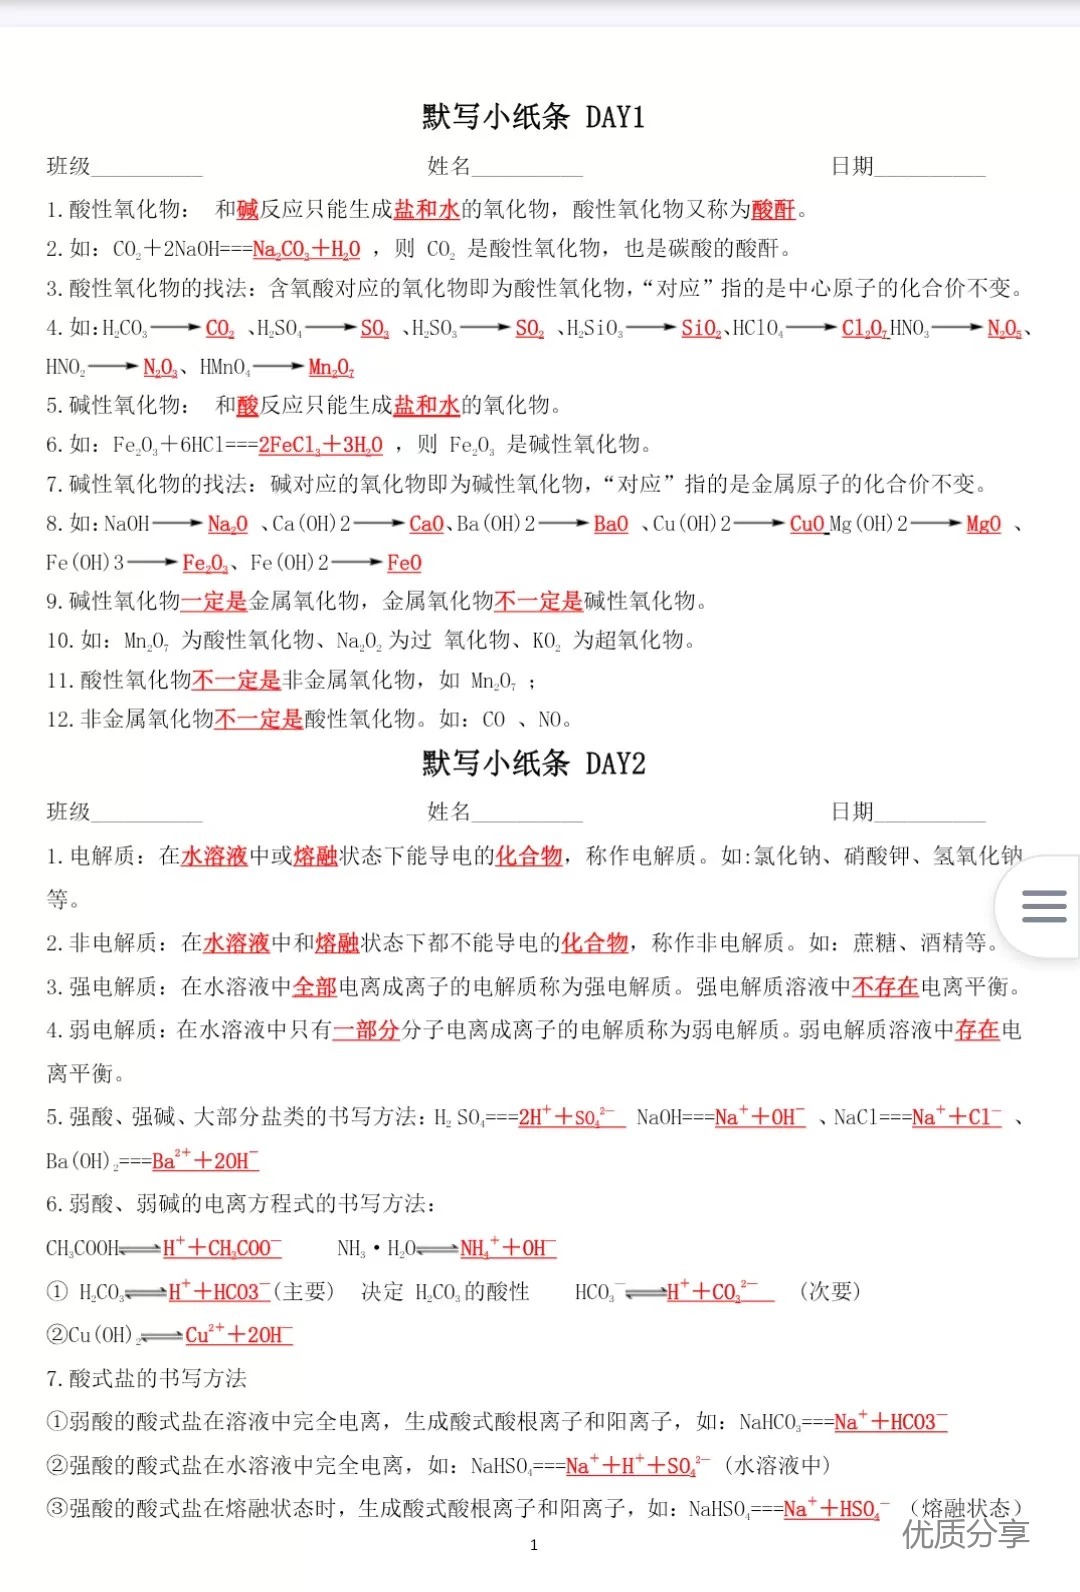 默写小纸条 DAY1
班级__________ 姓名__________ 日期__________
1.酸性氧化物： 和碱反应只能生成盐和水的氧化物，酸性氧化物又称为酸酐。
2.如：CO₂＋2NaOH===Na₂CO₃＋H₂O ，则 CO₂ 是酸性氧化物，也是碳酸的酸酐。
3.酸性氧化物的找法：含氧酸对应的氧化物即为酸性氧化物，“对应”指的是中心原子的化合价不变。
4.如：H₂CO₃⟶CO₂ 、H₂SO₄⟶SO₃ 、H₂SO₃⟶SO₂ 、H₂SiO₃⟶SiO₂、HClO₄⟶Cl₂O₇ HNO₃⟶N₂O₅、
HNO₂⟶N₂O₃、HMnO₄⟶Mn₂O₇
5.碱性氧化物： 和酸反应只能生成盐和水的氧化物。
6.如：Fe₂O₃＋6HCl===2FeCl₃＋3H₂O ，则 Fe₂O₃ 是碱性氧化物。
7.碱性氧化物的找法：碱对应的氧化物即为碱性氧化物，“对应”指的是金属原子的化合价不变。
8.如：NaOH⟶Na₂O 、Ca(OH)2⟶CaO、Ba(OH)2⟶BaO 、Cu(OH)2⟶CuO Mg(OH)2⟶MgO 、
Fe(OH)3⟶Fe₂O₃、Fe(OH)2⟶FeO
9.碱性氧化物一定是金属氧化物，金属氧化物不一定是碱性氧化物。
10.如：Mn₂O₇ 为酸性氧化物、Na₂O₂ 为过 氧化物、KO₂ 为超氧化物。
11.酸性氧化物不一定是非金属氧化物，如 Mn₂O₇ ；
12.非金属氧化物不一定是酸性氧化物。如：CO 、NO。
默写小纸条 DAY2
班级__________ 姓名__________ 日期__________
1.电解质：在水溶液中或熔融状态下能导电的化合物，称作电解质。如：氯化钠、硝酸钾、氢氧化钠
等。
2.非电解质：在水溶液中和熔融状态下都不能导电的化合物，称作非电解质。如：蔗糖、酒精等。
3.强电解质：在水溶液中全部电离成离子的电解质称为强电解质。强电解质溶液中不存在电离平衡。
4.弱电解质：在水溶液中只有一部分分子电离成离子的电解质称为弱电解质。弱电解质溶液中存在电
离平衡。
5.强酸、强碱、大部分盐类的书写方法：H₂ SO₄===2H⁺＋SO₄²⁻ NaOH===Na⁺＋OH⁻ 、NaCl===Na⁺＋Cl⁻ 、
Ba(OH)₂===Ba²⁺＋2OH⁻
6.弱酸、弱碱的电离方程式的书写方法：
CH₃COOH⇌H⁺＋CH₃COO⁻ NH₃·H₂O⇌NH₄⁺＋OH⁻
① H₂CO₃⇌H⁺＋HCO3⁻(主要) 决定 H₂CO₃的酸性 HCO₃⁻⇌H⁺＋CO₃²⁻ (次要)
②Cu(OH)₂⇌Cu²⁺＋2OH⁻
7.酸式盐的书写方法
①弱酸的酸式盐在溶液中完全电离，生成酸式酸根离子和阳离子，如：NaHCO₃===Na⁺＋HCO3⁻
②强酸的酸式盐在水溶液中完全电离，如：NaHSO₄===Na⁺＋H⁺＋SO₄²⁻ (水溶液中)
③强酸的酸式盐在熔融状态时，生成酸式酸根离子和阳离子，如：NaHSO₄===Na⁺＋HSO₄⁻ （熔融状态）
优质分享
1